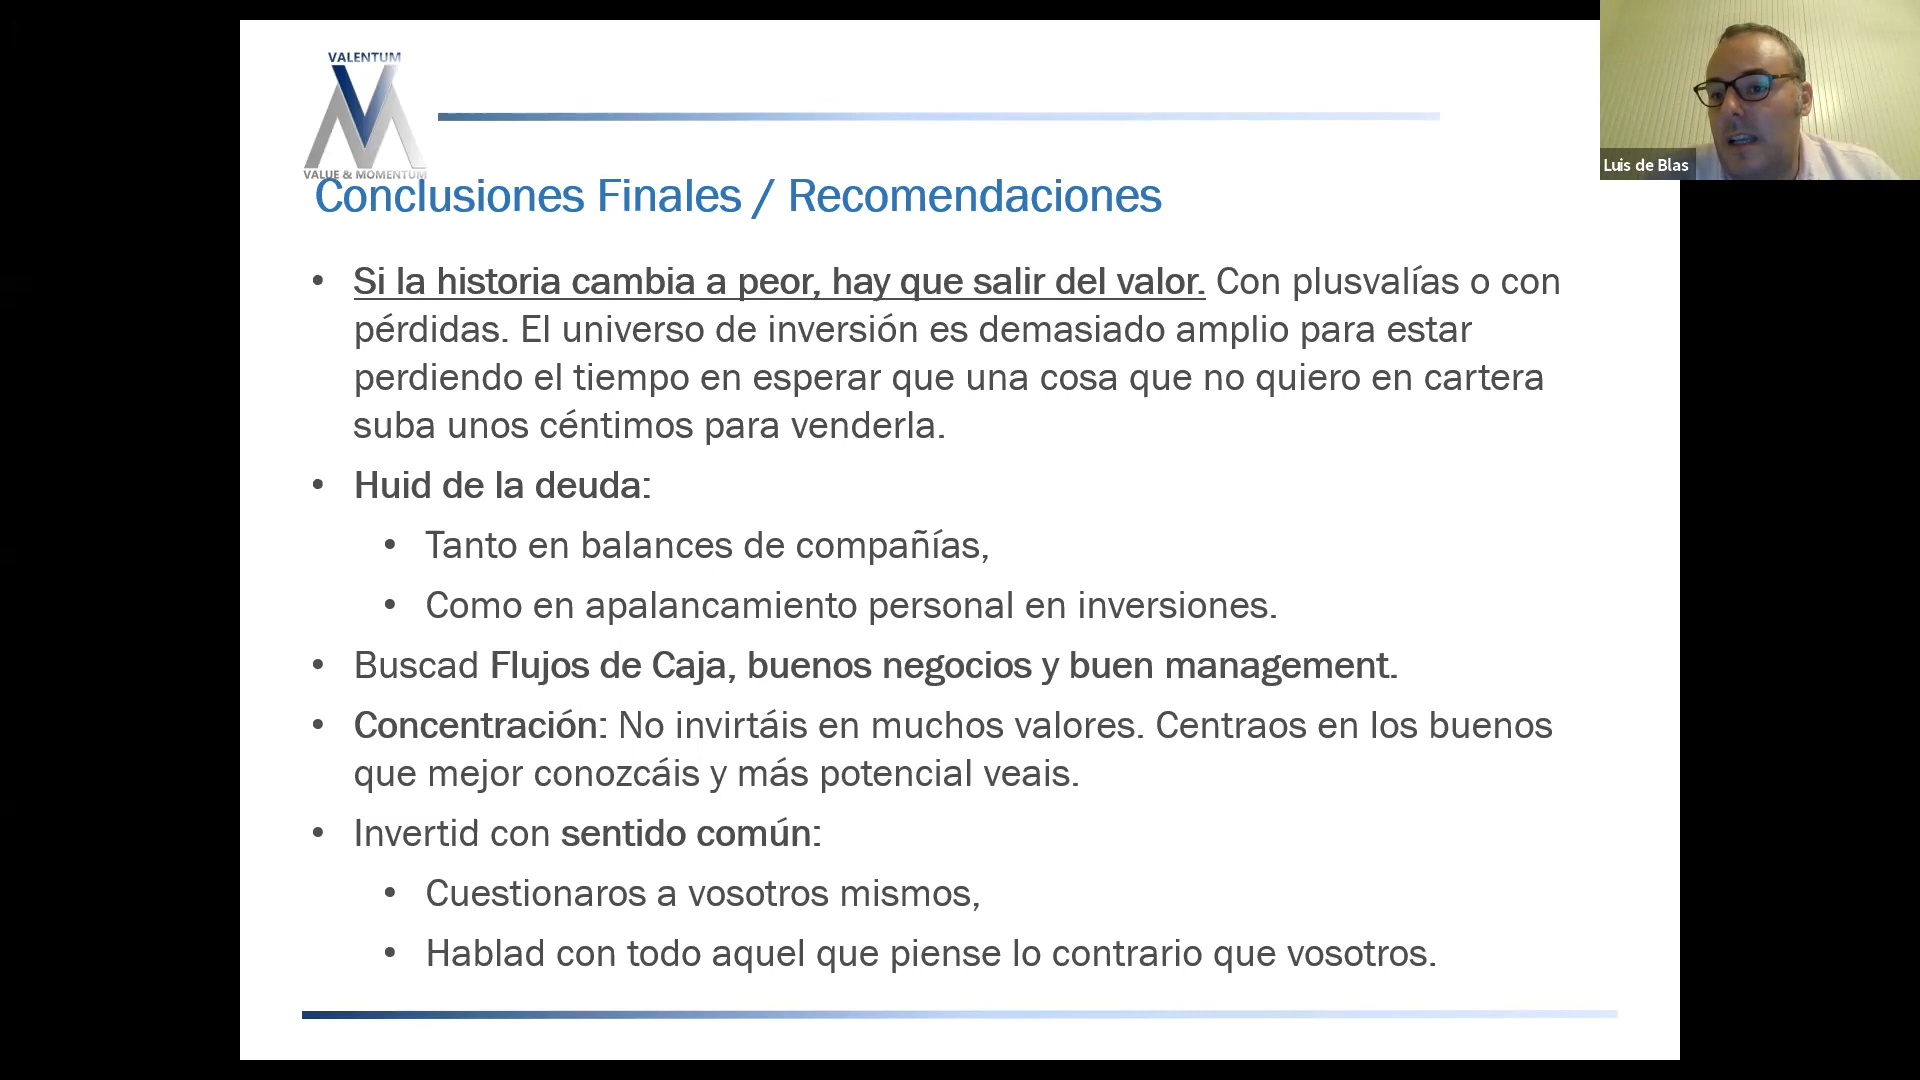 VALENTUM
VALUE & MOMENTUM
Luis de Blas
Conclusiones Finales / Recomendaciones
• Si la historia cambia a peor, hay que salir del valor. Con plusvalías o con
pérdidas. El universo de inversión es demasiado amplio para estar
perdiendo el tiempo en esperar que una cosa que no quiero en cartera
suba unos céntimos para venderla.
• Huid de la deuda:
• Tanto en balances de compañías,
• Como en apalancamiento personal en inversiones.
• Buscad Flujos de Caja, buenos negocios y buen management.
• Concentración: No invirtáis en muchos valores. Centraos en los buenos
que mejor conozcáis y más potencial veais.
• Invertid con sentido común:
• Cuestionaros a vosotros mismos,
• Hablad con todo aquel que piense lo contrario que vosotros.